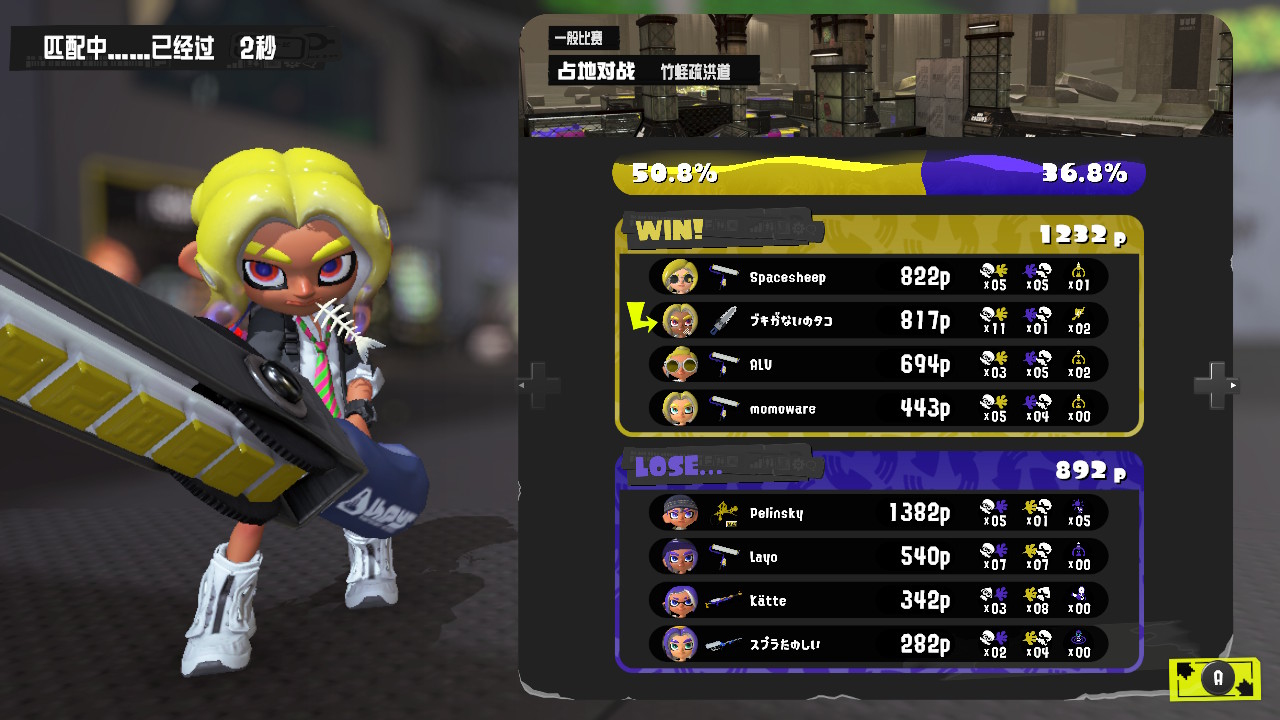 匹配中……已经过 2秒
一般比赛
占地对战 竹蛏疏洪道
50.8% 36.8%
WIN! 1232 p
Spacesheep 822p x05 x05 x01
ブキガないのタコ 817p x11 x01 x02
ALU 694p x03 x05 x02
momoware 443p x05 x04 x00
LOSE... 892 p
Pelinsky 1382p x05 x01 x05
Layo 540p x07 x07 x00
Kätte 342p x03 x08 x00
スプラたのしい 282p x02 x04 x00
A